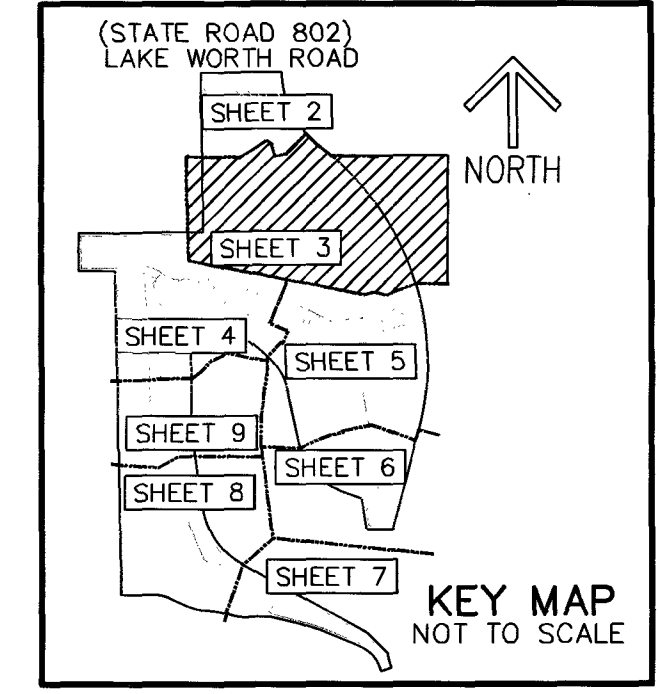 (STATE ROAD 802)
LAKE WORTH ROAD
SHEET 2
NORTH
SHEET 3
SHEET 4
SHEET 5
SHEET 9
SHEET 6
SHEET 8
SHEET 7
KEY MAP
NOT TO SCALE